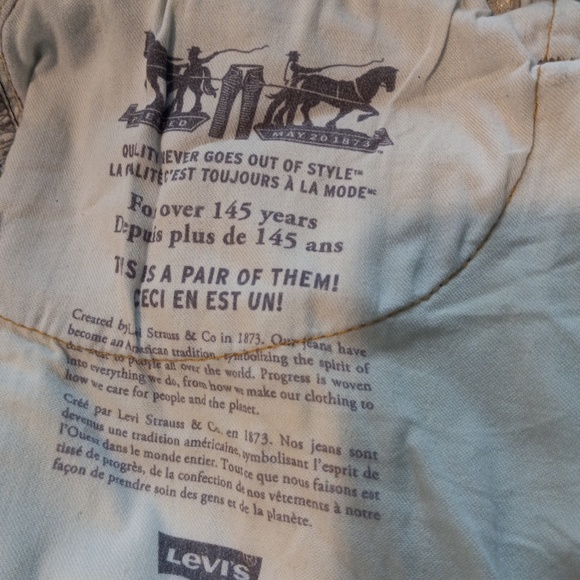 MAY 20 1873
QUALITY NEVER GOES OUT OF STYLE™
LA QUALITÉ C'EST TOUJOURS À LA MODE
For over 145 years
Depuis plus de 145 ans
THIS IS A PAIR OF THEM!
CECI EN EST UN!
Created by Levi Strauss & Co in 1873. Our jeans have
become an American tradition, symbolizing the spirit of
the west to people all over the world. Progress is woven
into everything we do, from how we make our clothing to
how we care for people and the planet.
Créé par Levi Strauss & Co. en 1873. Nos jeans sont
devenus une tradition américaine, symbolisant l'esprit de
l'Ouest dans le monde entier. Tout ce que nous faisons est
tissé de progrès, de la confection de nos vêtements à notre
façon de prendre soin des gens et de la planète.
Levi's